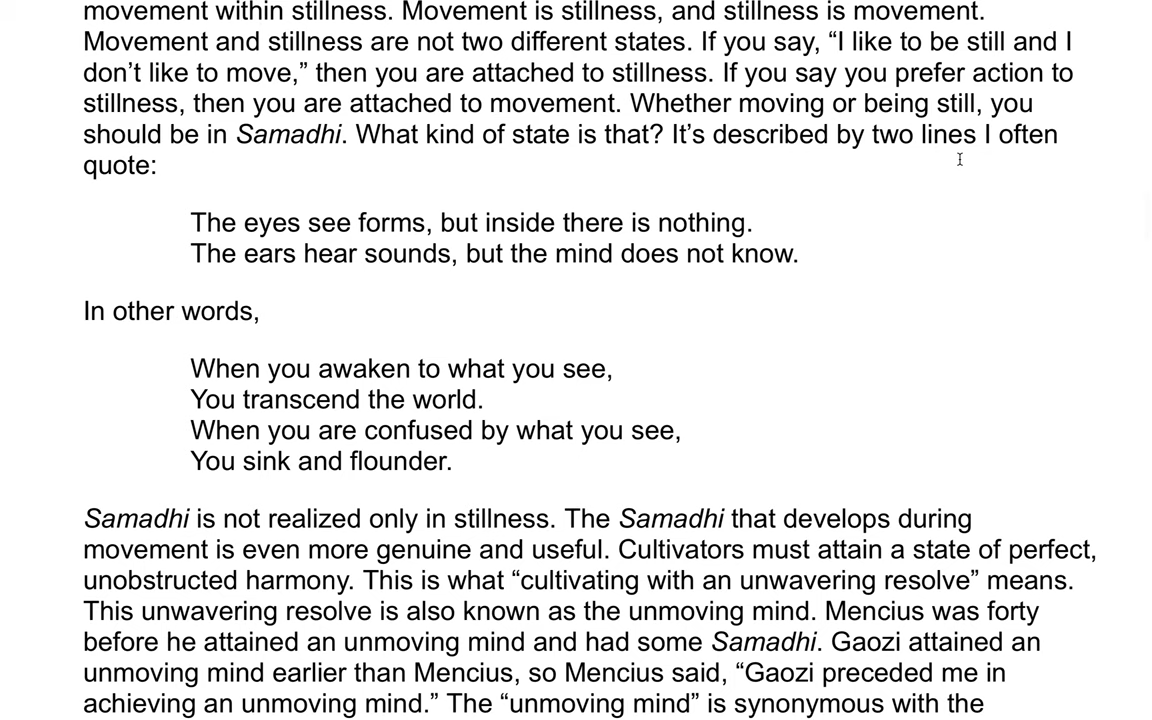 movement within stillness. Movement is stillness, and stillness is movement.
Movement and stillness are not two different states. If you say, “I like to be still and I
don’t like to move,” then you are attached to stillness. If you say you prefer action to
stillness, then you are attached to movement. Whether moving or being still, you
should be in Samadhi. What kind of state is that? It’s described by two lines I often
quote:
The eyes see forms, but inside there is nothing.
The ears hear sounds, but the mind does not know.
In other words,
When you awaken to what you see,
You transcend the world.
When you are confused by what you see,
You sink and flounder.
Samadhi is not realized only in stillness. The Samadhi that develops during
movement is even more genuine and useful. Cultivators must attain a state of perfect,
unobstructed harmony. This is what “cultivating with an unwavering resolve” means.
This unwavering resolve is also known as the unmoving mind. Mencius was forty
before he attained an unmoving mind and had some Samadhi. Gaozi attained an
unmoving mind earlier than Mencius, so Mencius said, “Gaozi preceded me in
achieving an unmoving mind.” The “unmoving mind” is synonymous with the